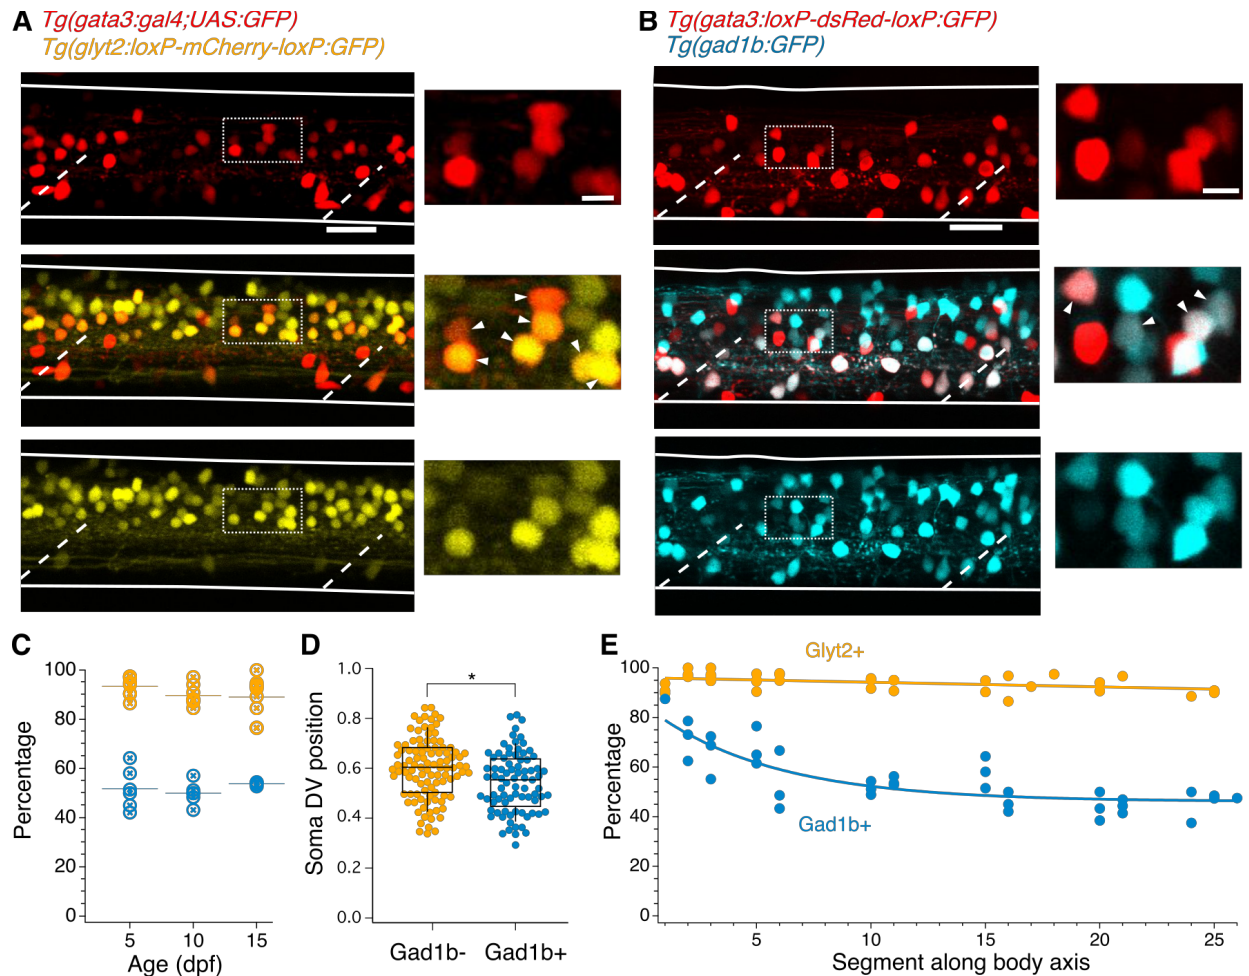 A Tg(gata3:gal4;UAS:GFP)
Tg(glyt2:loxP-mCherry-loxP:GFP)
B Tg(gata3:loxP-dsRed-loxP:GFP)
Tg(gad1b:GFP)
C
Percentage
100
80
60
40
20
0
5 10 15
Age (dpf)
D
Soma DV position
1.0
0.8
0.6
0.4
0.2
0.0
*
Gad1b- Gad1b+
E
Percentage
100
80
60
40
20
0
Glyt2+
Gad1b+
5 10 15 20 25
Segment along body axis